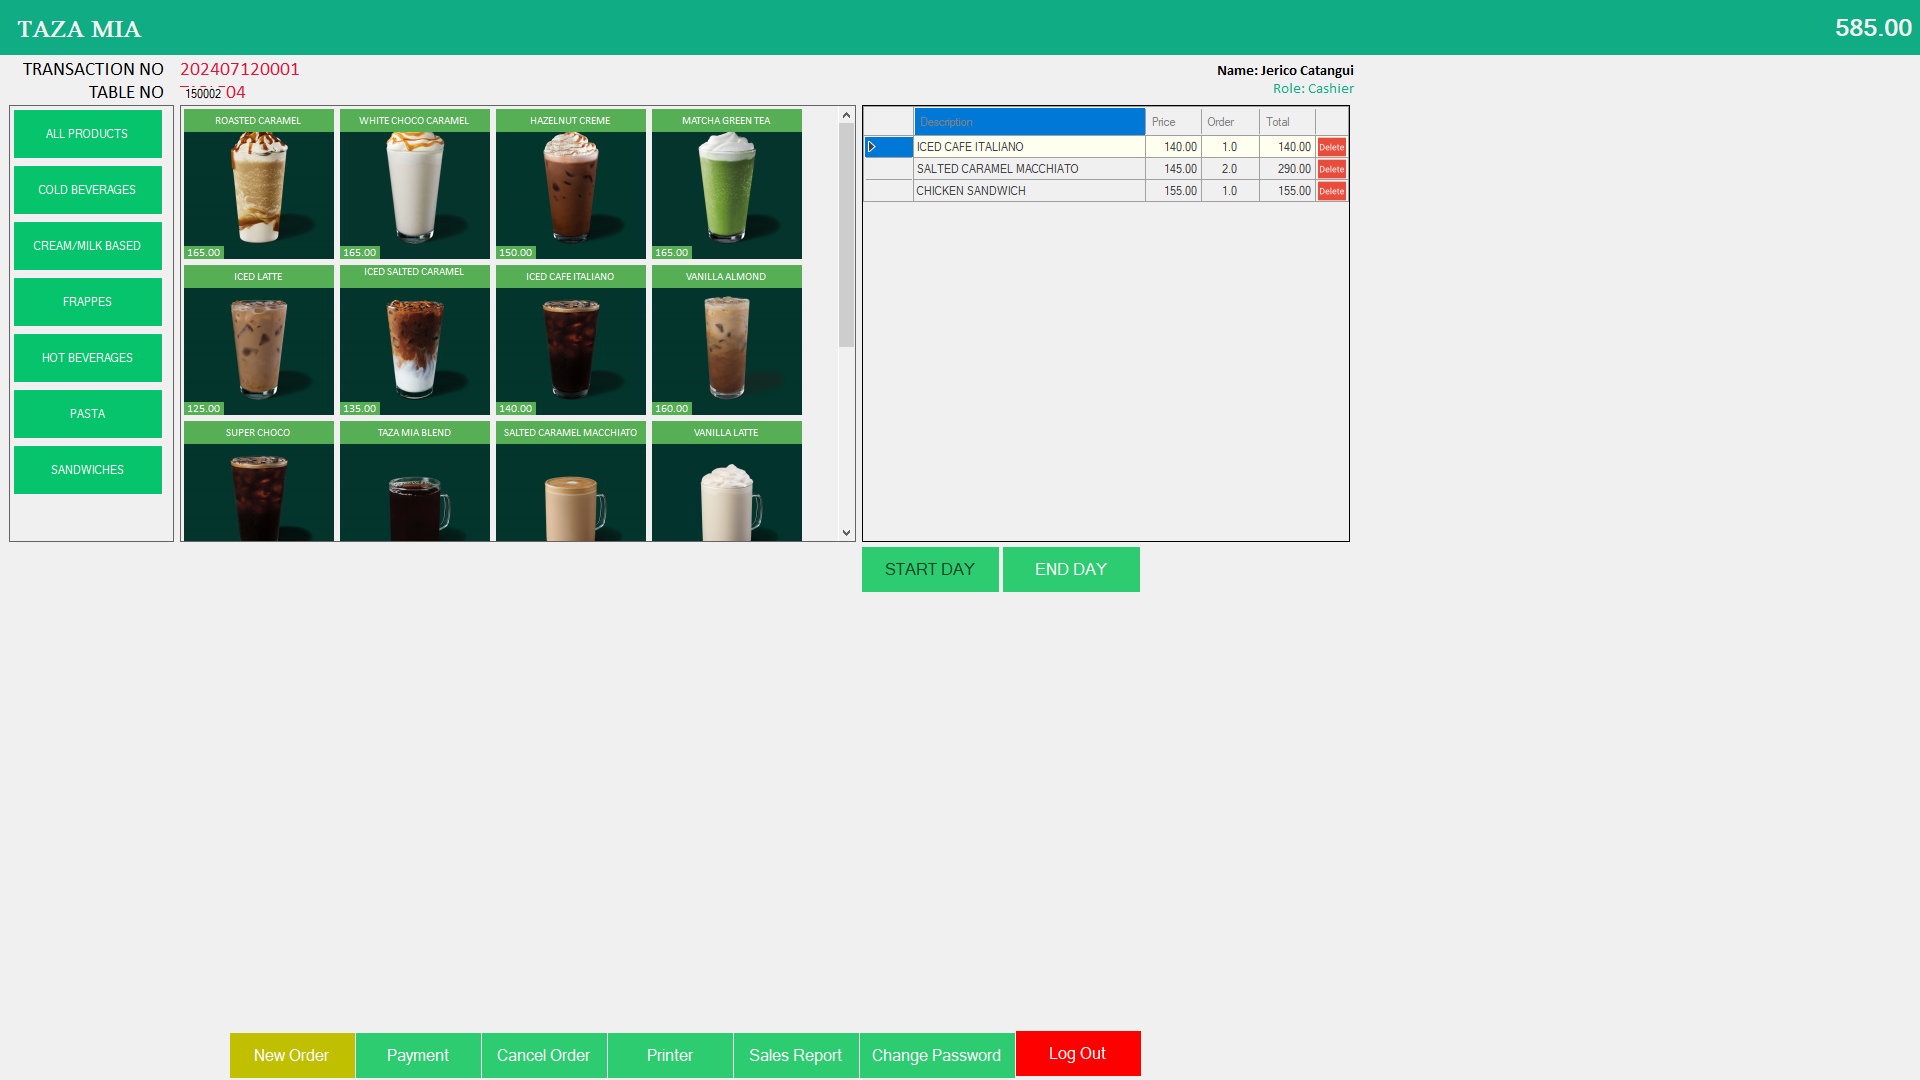 TAZA MIA
585.00
TRANSACTION NO 202407120001
Name: Jerico Catangui
TABLE NO 150002 04
Role: Cashier
ALL PRODUCTS
COLD BEVERAGES
CREAM/MILK BASED
FRAPPES
HOT BEVERAGES
PASTA
SANDWICHES
ROASTED CARAMEL
WHITE CHOCO CARAMEL
HAZELNUT CREME
MATCHA GREEN TEA
165.00
165.00
150.00
165.00
ICED LATTE
ICED SALTED CARAMEL
ICED CAFE ITALIANO
VANILLA ALMOND
125.00
135.00
140.00
160.00
SUPER CHOCO
TAZA MIA BLEND
SALTED CARAMEL MACCHIATO
VANILLA LATTE
Description Price Order Total
ICED CAFE ITALIANO 140.00 1.0 140.00 Delete
SALTED CARAMEL MACCHIATO 145.00 2.0 290.00 Delete
CHICKEN SANDWICH 155.00 1.0 155.00 Delete
START DAY
END DAY
New Order
Payment
Cancel Order
Printer
Sales Report
Change Password
Log Out